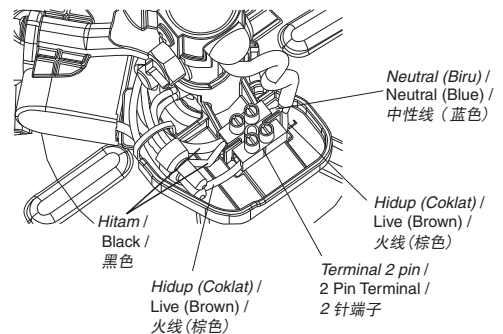 Neutral (Biru) /
Neutral (Blue) /
中性线（蓝色）
Hidup (Coklat) /
Live (Brown) /
火线（棕色）
Hitam /
Black /
黑色
Terminal 2 pin /
2 Pin Terminal /
2 针端子
Hidup (Coklat) /
Live (Brown) /
火线（棕色）